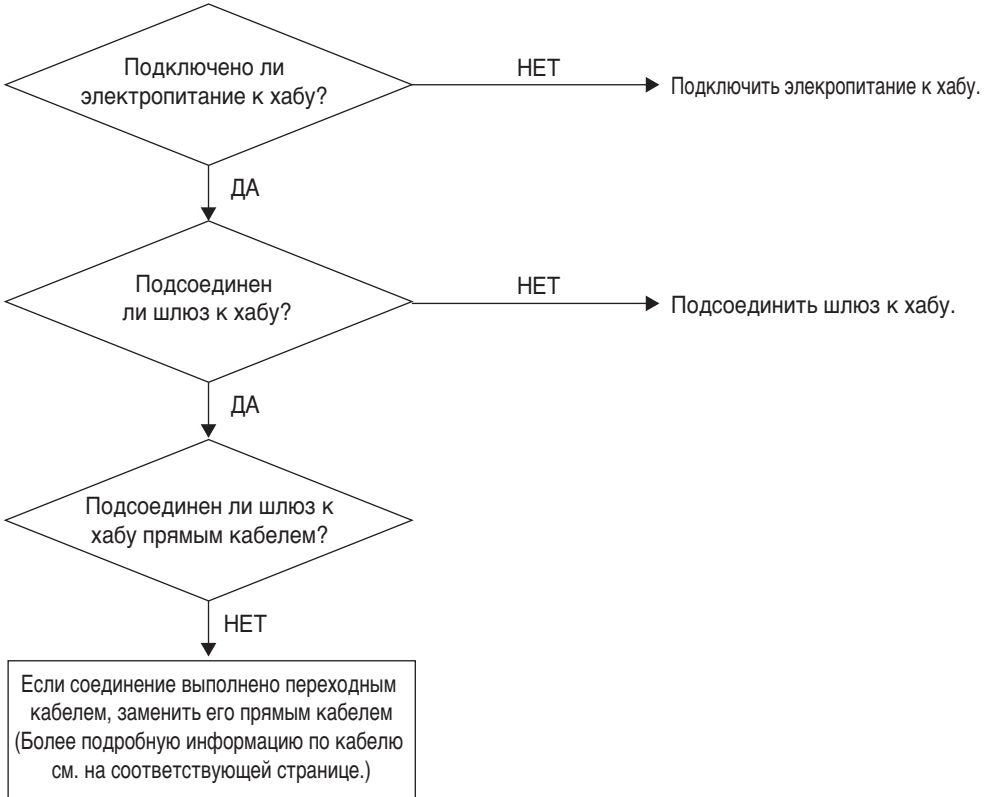 Подключено ли
электропитание к хабу?
НЕТ
Подключить элекропитание к хабу.
ДА
Подсоединен
ли шлюз к хабу?
НЕТ
Подсоединить шлюз к хабу.
ДА
Подсоединен ли шлюз к
хабу прямым кабелем?
НЕТ
Если соединение выполнено переходным
кабелем, заменить его прямым кабелем
(Более подробную информацию по кабелю
см. на соответствующей странице.)